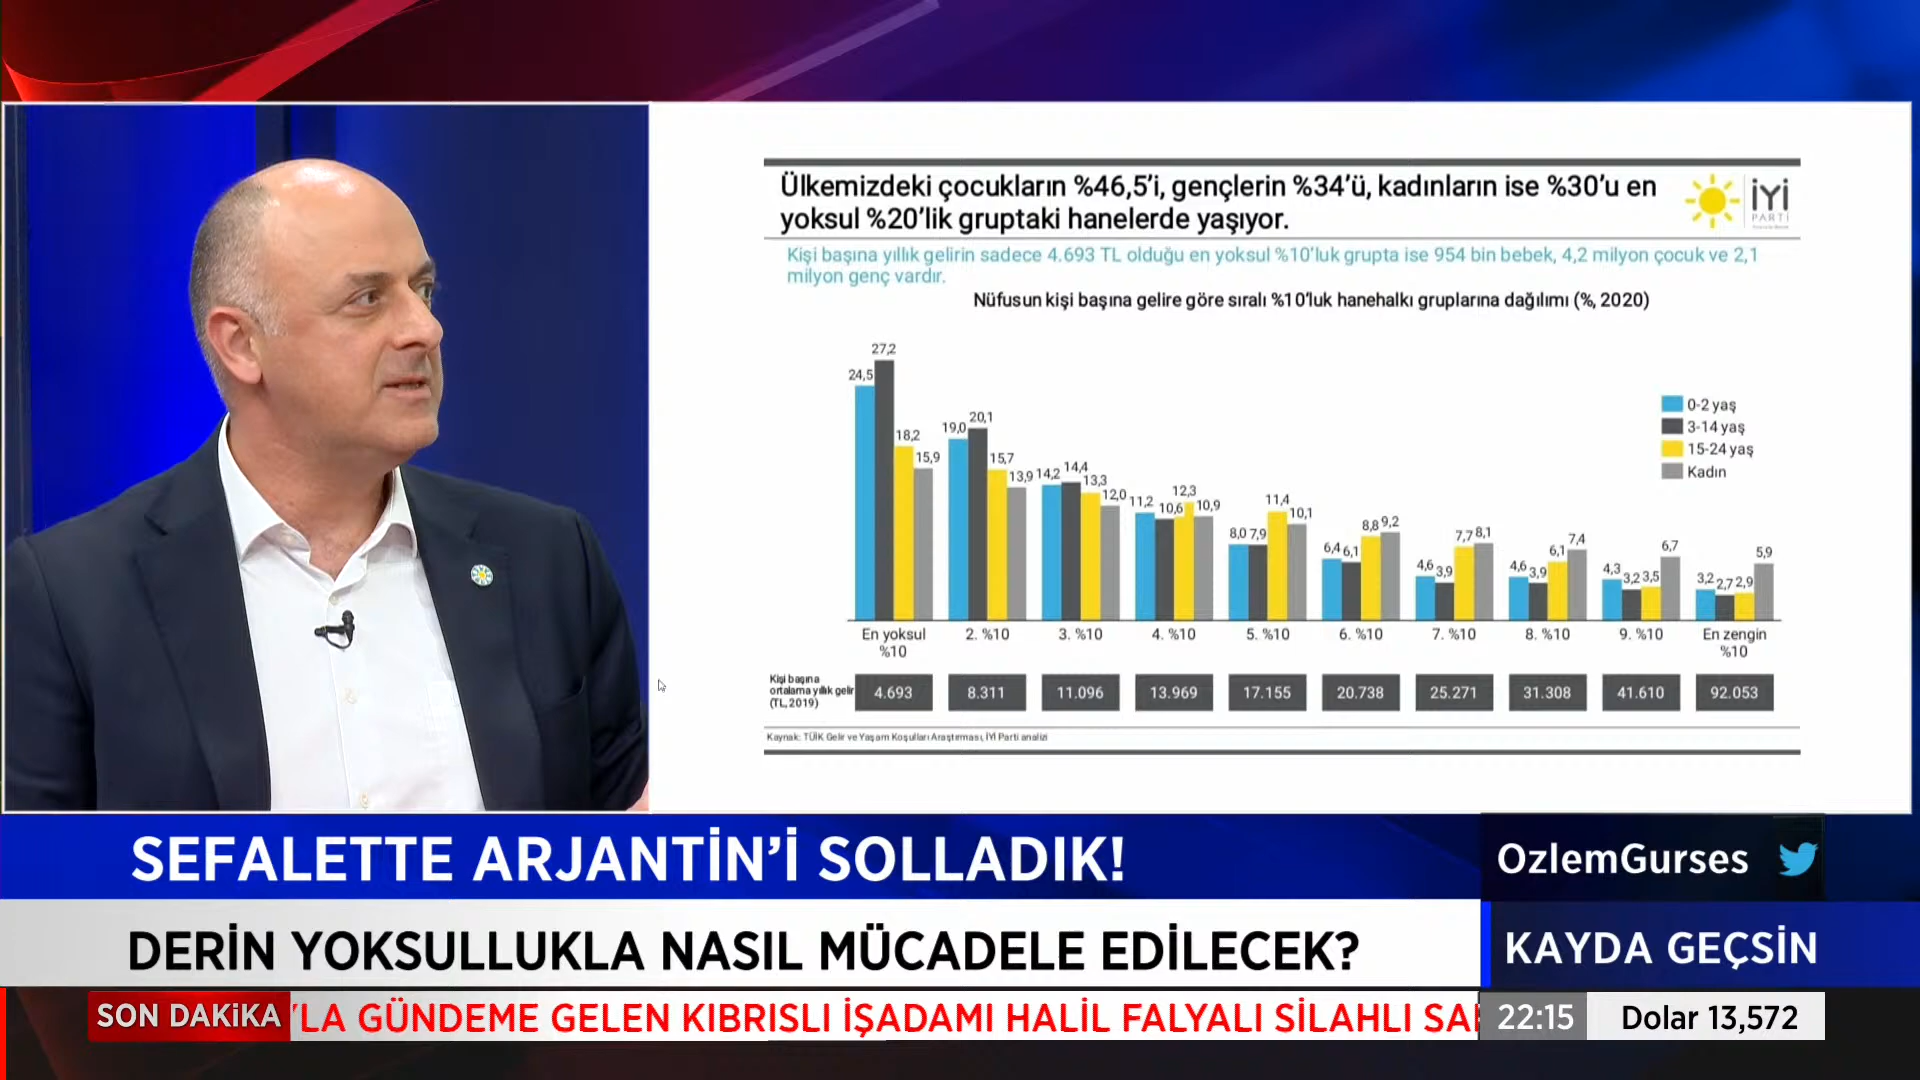 Ülkemizdeki çocukların %46,5’i, gençlerin %34’ü, kadınların ise %30’u en
yoksul %20’lik gruptaki hanelerde yaşıyor.
İYİ
PARTİ
Kişi başına yıllık gelirin sadece 4.693 TL olduğu en yoksul %10’luk grupta ise 954 bin bebek, 4,2 milyon çocuk ve 2,1
milyon genç vardır.
Nüfusun kişi başına gelire göre sıralı %10’luk hanehalkı gruplarına dağılımı (%, 2020)
0-2 yaş
3-14 yaş
15-24 yaş
Kadın
24,5 27,2 18,2 15,9
19,0 20,1 15,7 13,9
14,2 14,4 13,3 12,0
11,2 10,6 12,3 10,9
8,0 7,9 11,4 10,1
6,4 6,1 8,8 9,2
4,6 3,9 7,7 8,1
4,6 3,9 6,1 7,4
4,3 3,2 3,5 6,7
3,2 2,7 2,9 5,9
En yoksul %10 2. %10 3. %10 4. %10 5. %10 6. %10 7. %10 8. %10 9. %10 En zengin %10
Kişi başına
ortalama yıllık gelir
(TL, 2019)
4.693 8.311 11.096 13.969 17.155 20.738 25.271 31.308 41.610 92.053
Kaynak: TÜİK Gelir ve Yaşam Koşulları Araştırması, İYİ Parti analizi
SEFALETTE ARJANTİN’İ SOLLADIK!
OzlemGurses
DERİN YOKSULLUKLA NASIL MÜCADELE EDİLECEK?
KAYDA GEÇSİN
SON DAKİKA
’LA GÜNDEME GELEN KIBRISLI İŞADAMI HALİL FALYALI SİLAHLI
22:15
Dolar 13,572